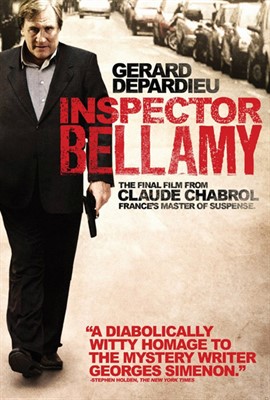 GERARD
DEPARDIEU
INSPECTOR
BELLAMY
THE FINAL FILM FROM
CLAUDE CHABROL
FRANCE'S MASTER OF SUSPENSE.
"A DIABOLICALLY
WITTY HOMAGE TO
THE MYSTERY WRITER
GEORGES SIMENON."
-STEPHEN HOLDEN, THE NEW YORK TIMES